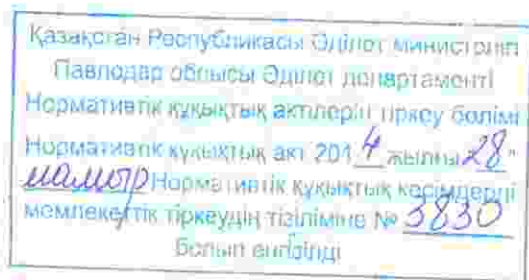 Қазақстан Республикасы Әділет министрлігі
Павлодар облысы Әділет департаменті
Нормативтік құқықтық актілерін тіркеу бөлімі
Нормативтік құқықтық акт 2014 жылғы 28 "
мамыр Нормативтік құқықтық кесімдерді
мемлекеттік тіркеудің тізіліміне № 3830
болып енгізілді